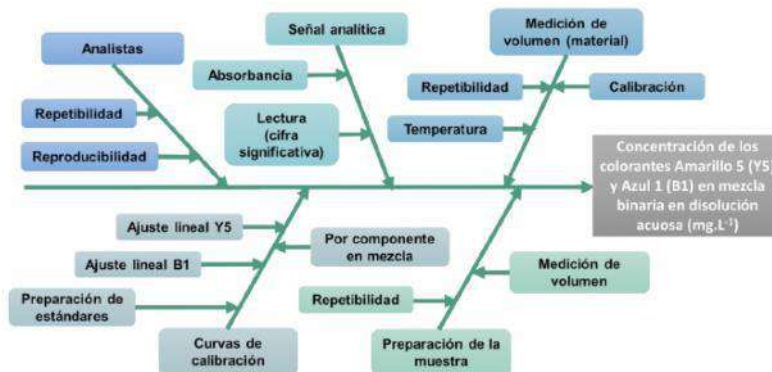 Analistas
Repetibilidad
Reproducibilidad
Señal analítica
Absorbancia
Lectura
(cifra
significativa)
Medición de
volumen (material)
Repetibilidad
Calibración
Temperatura
Concentración de los
colorantes Amarillo 5 (Y5)
y Azul 1 (B1) en mezcla
binaria en disolución
acuosa (mg.L⁻¹)
Ajuste lineal Y5
Por componente
en mezcla
Ajuste lineal B1
Preparación de
estándares
Curvas de
calibración
Medición de
volumen
Repetibilidad
Preparación de la
muestra